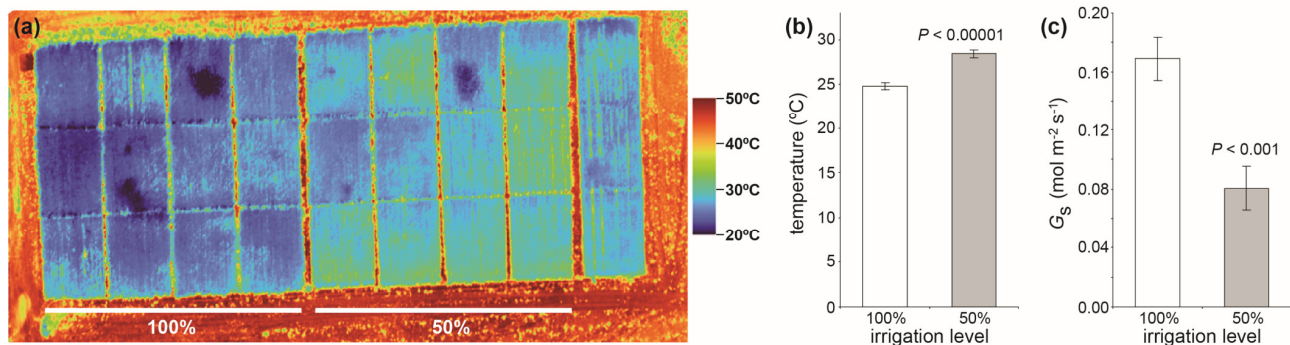 (a)
50ºC
40ºC
30ºC
20ºC
100%
50%
(b)
temperature (ºC)
30
25
20
15
10
5
0
P < 0.00001
100%
50%
irrigation level
(c)
Gs (mol m-2 s-1)
0.20
0.16
0.12
0.08
0.04
0.00
P < 0.001
100%
50%
irrigation level